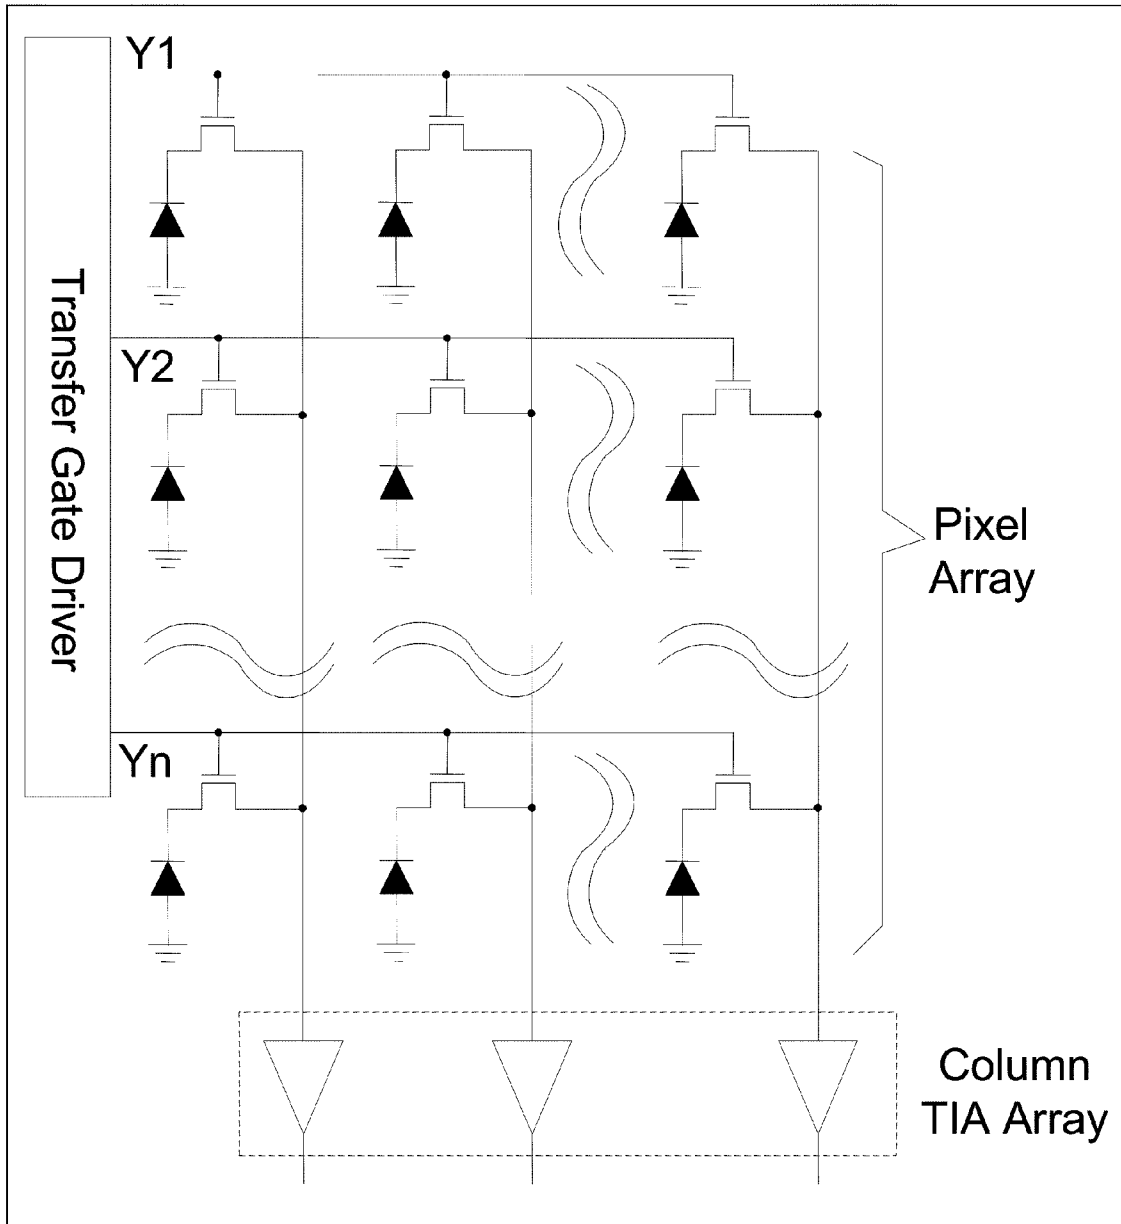 Y1
Transfer Gate Driver
Y2
Pixel
Array
Yn
Column
TIA Array